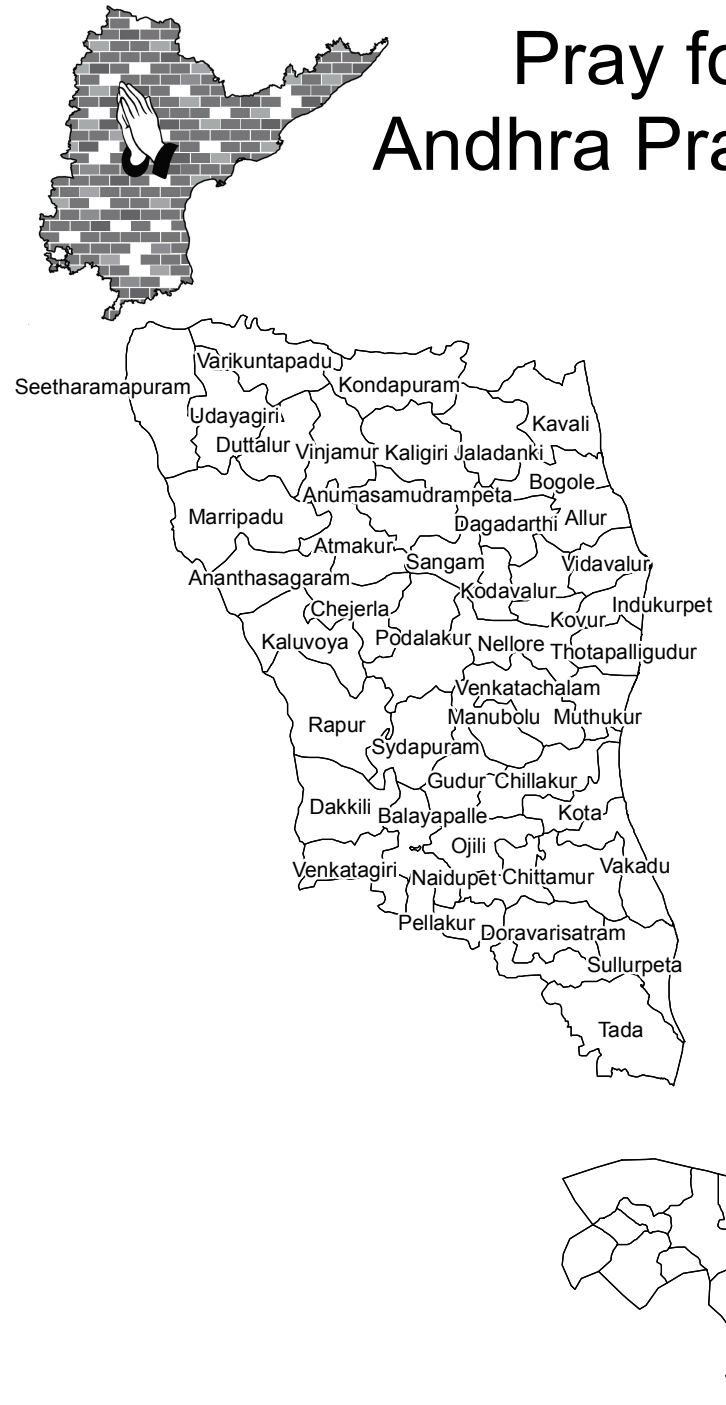 Pray fo
Andhra Pra
Varikuntapadu
Seetharamapuram
Kondapuram
Udayagiri
Kavali
Duttalur
Vinjamur
Kaligiri
Jaladanki
Bogole
Anumasamudrampeta
Marripadu
Dagadarthi
Allur
Atmakur
Sangam
Vidavalur
Ananthasagaram
Kodavalur
Chejerla
Indukurpet
Kovur
Kaluvoya
Podalakur
Nellore
Thotapalligudur
Venkatachalam
Rapur
Manubolu
Muthukur
Sydapuram
Gudur
Chillakur
Dakkili
Balayapalle
Kota
Ojili
Venkatagiri
Naidupet
Chittamur
Vakadu
Pellakur
Doravarisatram
Sullurpeta
Tada